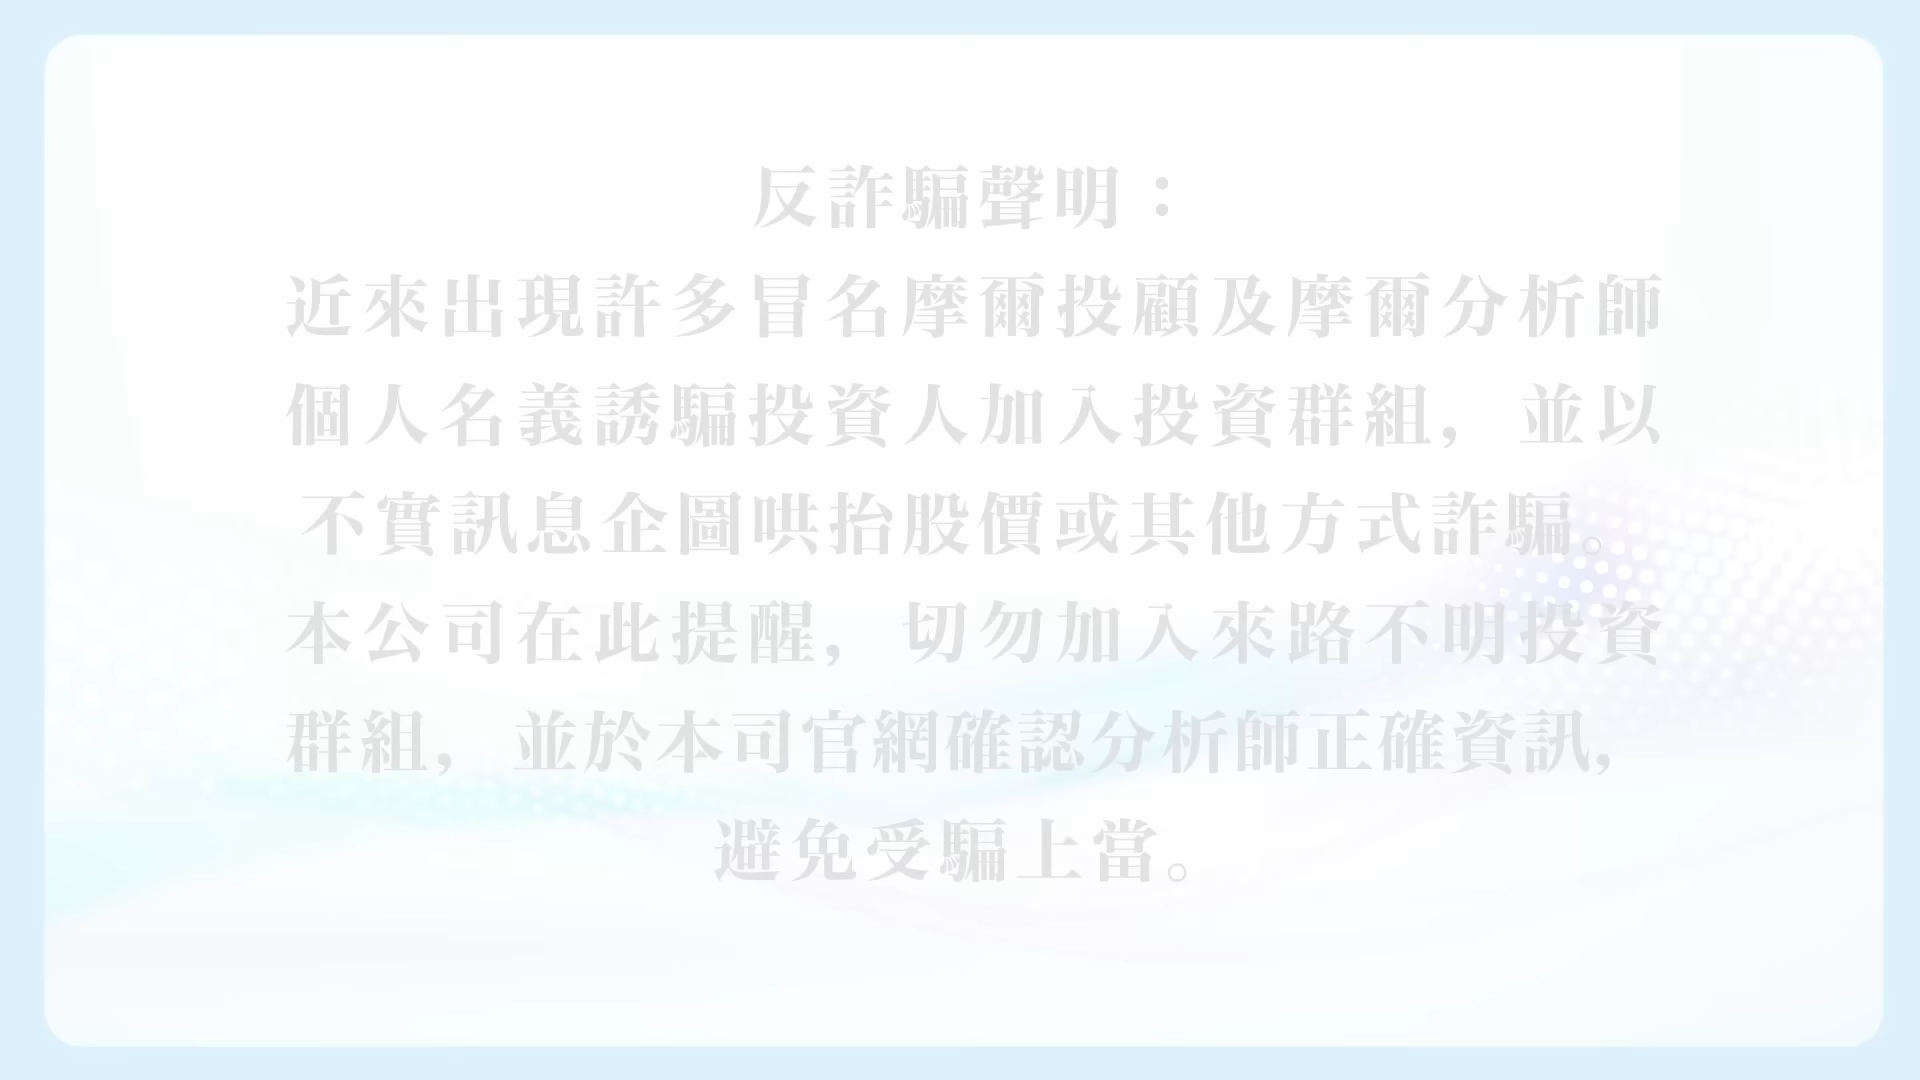 反詐騙聲明：
近來出現許多冒名摩爾投顧及摩爾分析師
個人名義誘騙投資人加入投資群組，並以
不實訊息企圖哄抬股價或其他方式詐騙。
本公司在此提醒，切勿加入來路不明投資
群組，並於本司官網確認分析師正確資訊，
避免受騙上當。